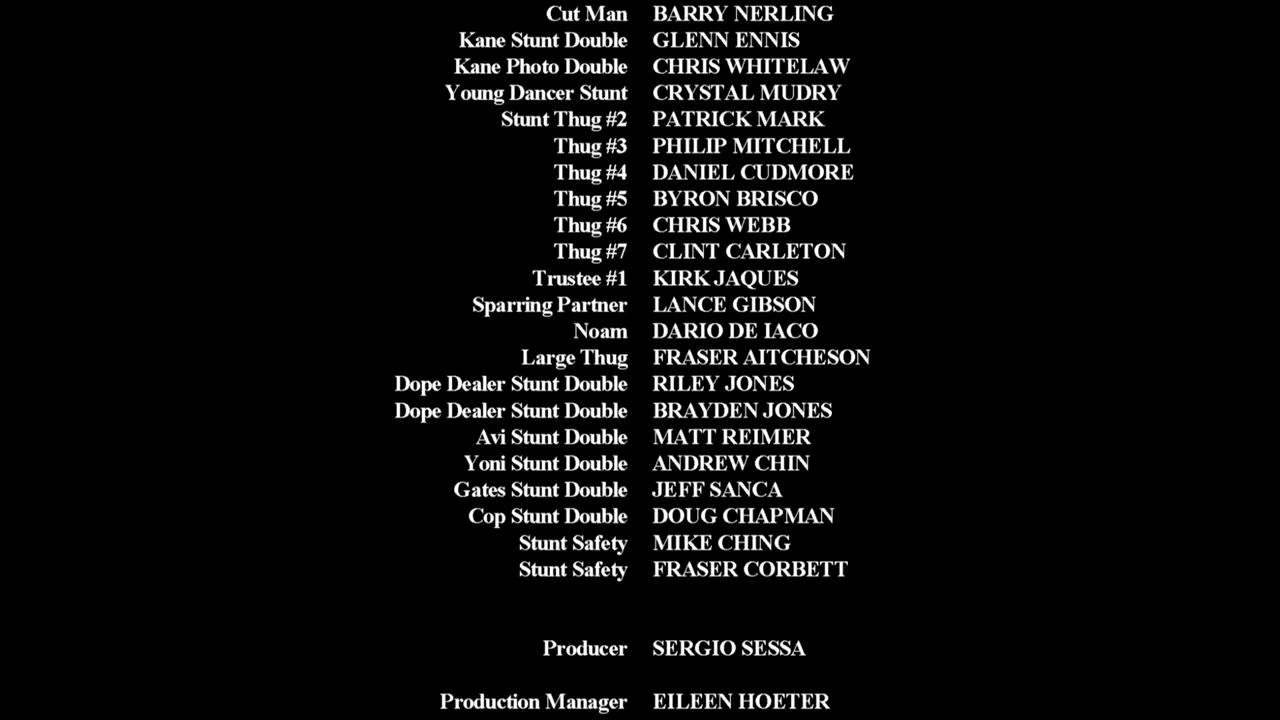 Cut Man BARRY NERLING
Kane Stunt Double GLENN ENNIS
Kane Photo Double CHRIS WHITELAW
Young Dancer Stunt CRYSTAL MUDRY
Stunt Thug #2 PATRICK MARK
Thug #3 PHILIP MITCHELL
Thug #4 DANIEL CUDMORE
Thug #5 BYRON BRISCO
Thug #6 CHRIS WEBB
Thug #7 CLINT CARLETON
Trustee #1 KIRK JAQUES
Sparring Partner LANCE GIBSON
Noam DARIO DE IACO
Large Thug FRASER AITCHESON
Dope Dealer Stunt Double RILEY JONES
Dope Dealer Stunt Double BRAYDEN JONES
Avi Stunt Double MATT REIMER
Yoni Stunt Double ANDREW CHIN
Gates Stunt Double JEFF SANCA
Cop Stunt Double DOUG CHAPMAN
Stunt Safety MIKE CHING
Stunt Safety FRASER CORBETT
Producer SERGIO SESSA
Production Manager EILEEN HOETER